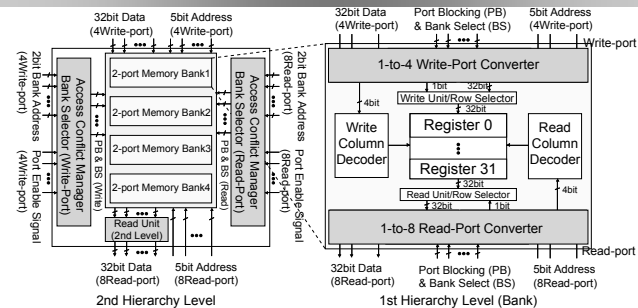 32bit Data
(4Write-port)
5bit Address
(4Write-port)
2bit Bank Address
(4Write-port)
Port Enable Signal
(4Write-port)
Access Conflict Manager
Bank Selector (Write-Port)
PB & BS (Write)
2-port Memory Bank1
2-port Memory Bank2
2-port Memory Bank3
2-port Memory Bank4
PB & BS (Read)
Access Conflict Manager
Bank Selector (Read-Port)
2bit Bank Address
(8Read-port)
Port Enable Signal
(8Read-port)
Read Unit
(2nd Level)
32bit Data
(8Read-port)
5bit Address
(8Read-port)
2nd Hierarchy Level
32bit Data
(4Write-port)
Port Blocking (PB)
& Bank Select (BS)
5bit Address
(4Write-port)
Write-port
1-to-4 Write-Port Converter
4bit
1bit
32bit
Write Unit/Row Selector
32bit
Write
Column
Decoder
Register 0
Register 31
Read
Column
Decoder
32bit
Read Unit/Row Selector
32bit
1bit
4bit
1-to-8 Read-Port Converter
Read-port
32bit Data
(8Read-port)
Port Blocking (PB)
& Bank Select (BS)
5bit Address
(8Read-port)
1st Hierarchy Level (Bank)